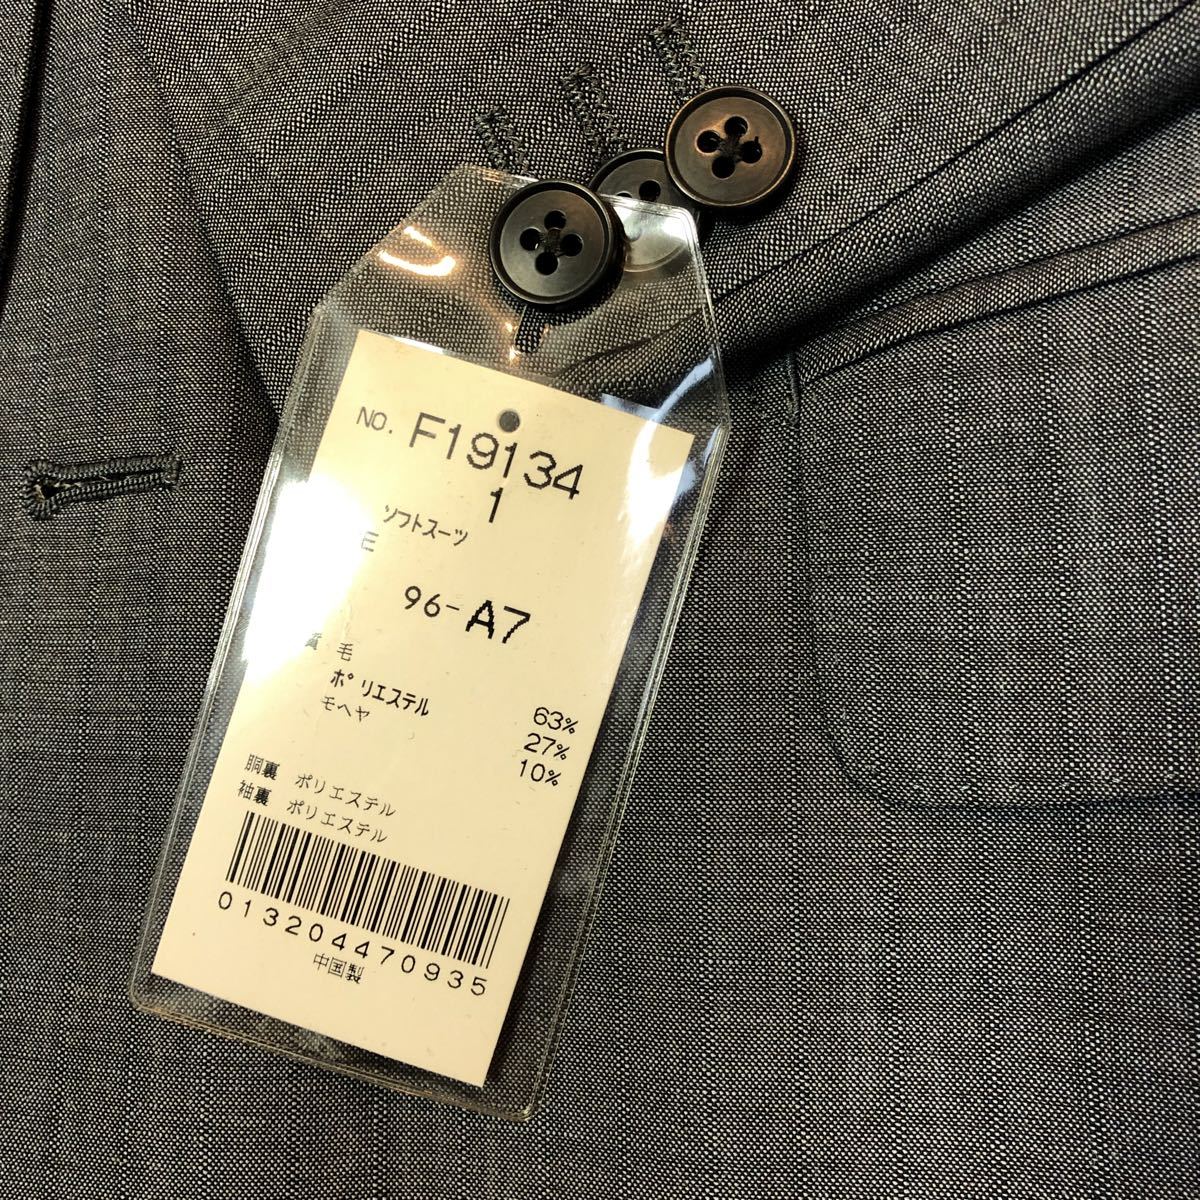 NO. F19134
1
ソフトスーツ
E
96-A7
質 毛 63%
ポリエステル 27%
モヘヤ 10%
胴裏 ポリエステル
袖裏 ポリエステル
0132044470935
中国製